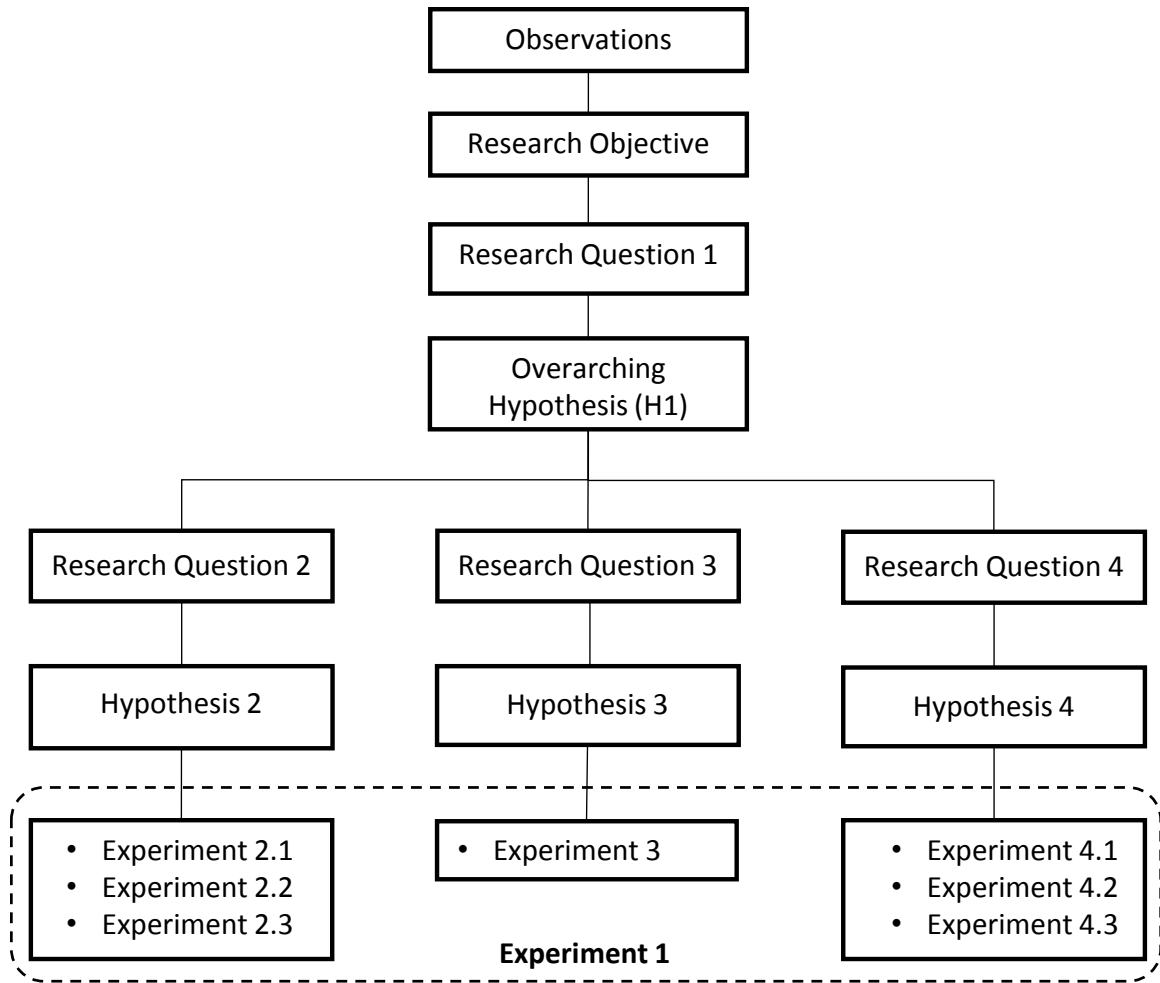 Observations
Research Objective
Research Question 1
Overarching
Hypothesis (H1)
Research Question 2
Research Question 3
Research Question 4
Hypothesis 2
Hypothesis 3
Hypothesis 4
• Experiment 2.1
• Experiment 2.2
• Experiment 2.3
• Experiment 3
• Experiment 4.1
• Experiment 4.2
• Experiment 4.3
Experiment 1